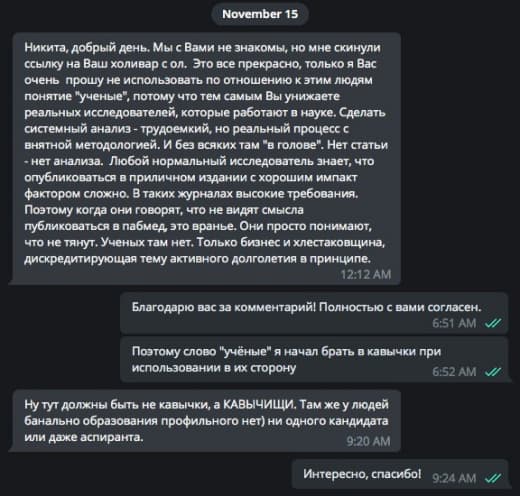 November 15
Никита, добрый день. Мы с Вами не знакомы, но мне скинули
ссылку на Ваш холивар с ол.  Это все прекрасно, только я Вас
очень  прошу не использовать по отношению к этим людям
понятие "ученые", потому что тем самым Вы унижаете
реальных исследователей, которые работают в науке. Сделать
системный анализ - трудоемкий, но реальный процесс с
внятной методологией. И без всяких там "в голове". Нет статьи
- нет анализа.  Любой нормальный исследователь знает, что
опубликоваться в приличном издании с хорошим импакт
фактором сложно. В таких журналах высокие требования.
Поэтому когда они говорят, что не видят смысла
публиковаться в пабмед, это вранье. Они просто понимают,
что не тянут. Ученых там нет. Только бизнес и хлестаковщина,
дискредитирующая тему активного долголетия в принципе.
12:12 AM
Благодарю вас за комментарий! Полностью с вами согласен.
6:51 AM
Поэтому слово "учёные" я начал брать в кавычки при
использовании в их сторону
6:52 AM
Ну тут должны быть не кавычки, а КАВЫЧИЩИ. Там же у людей
банально образования профильного нет) ни одного кандидата
или даже аспиранта.
9:20 AM
Интересно, спасибо!
9:24 AM